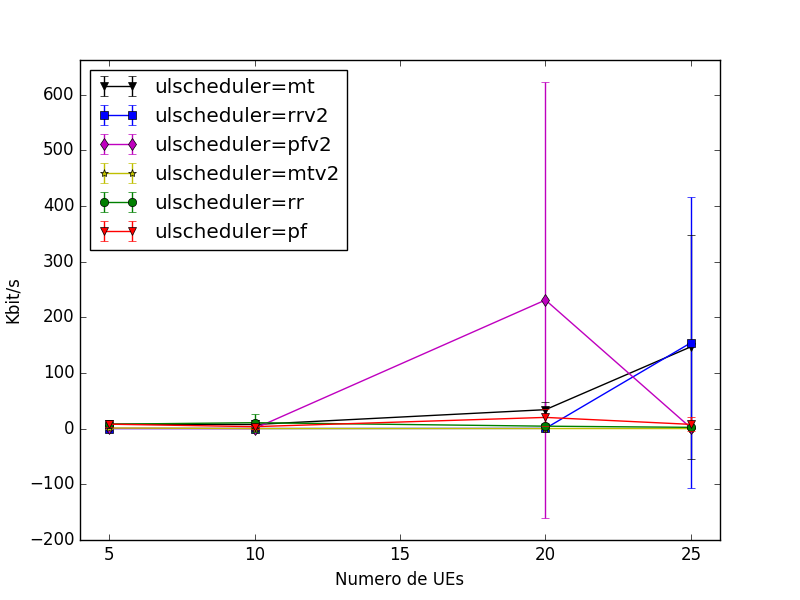 600
500
400
300
200
100
0
−100
−200
Kbit/s
ulscheduler=mt
ulscheduler=rrv2
ulscheduler=pfv2
ulscheduler=mtv2
ulscheduler=rr
ulscheduler=pf
5 10 15 20 25
Numero de UEs